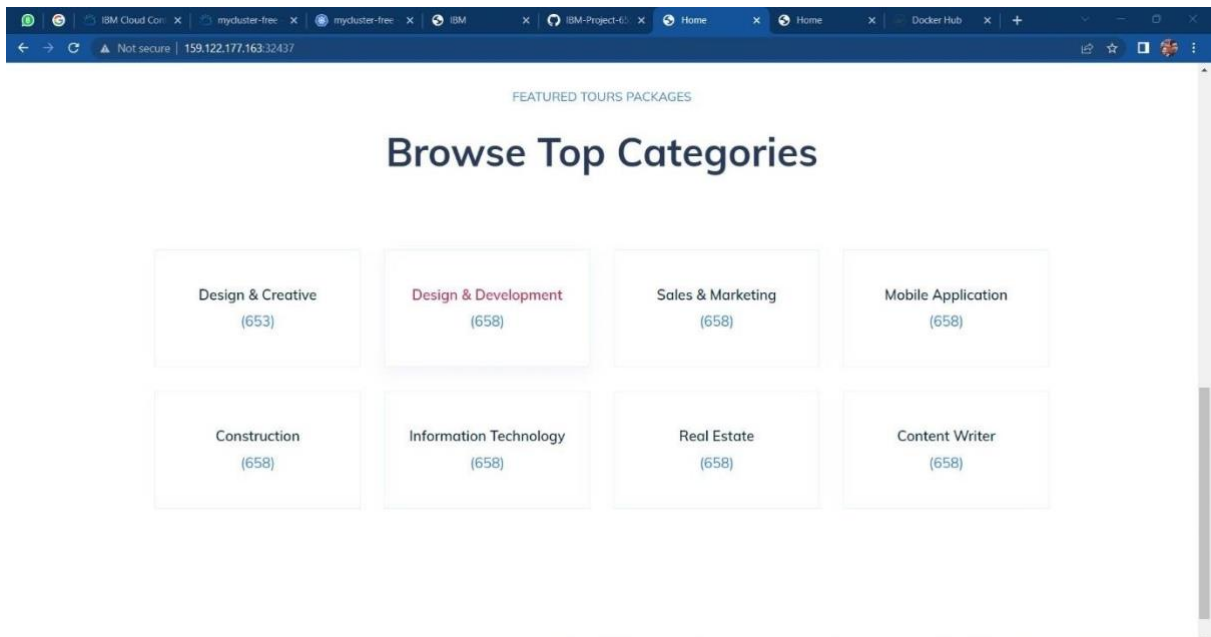 IBM Cloud Con
mycluster-free
mycluster-free
IBM
IBM-Project-65
Home
Home
Docker Hub
Not secure | 159.122.177.163:32437
FEATURED TOURS PACKAGES
Browse Top Categories
Design & Creative
(653)
Design & Development
(658)
Sales & Marketing
(658)
Mobile Application
(658)
Construction
(658)
Information Technology
(658)
Real Estate
(658)
Content Writer
(658)